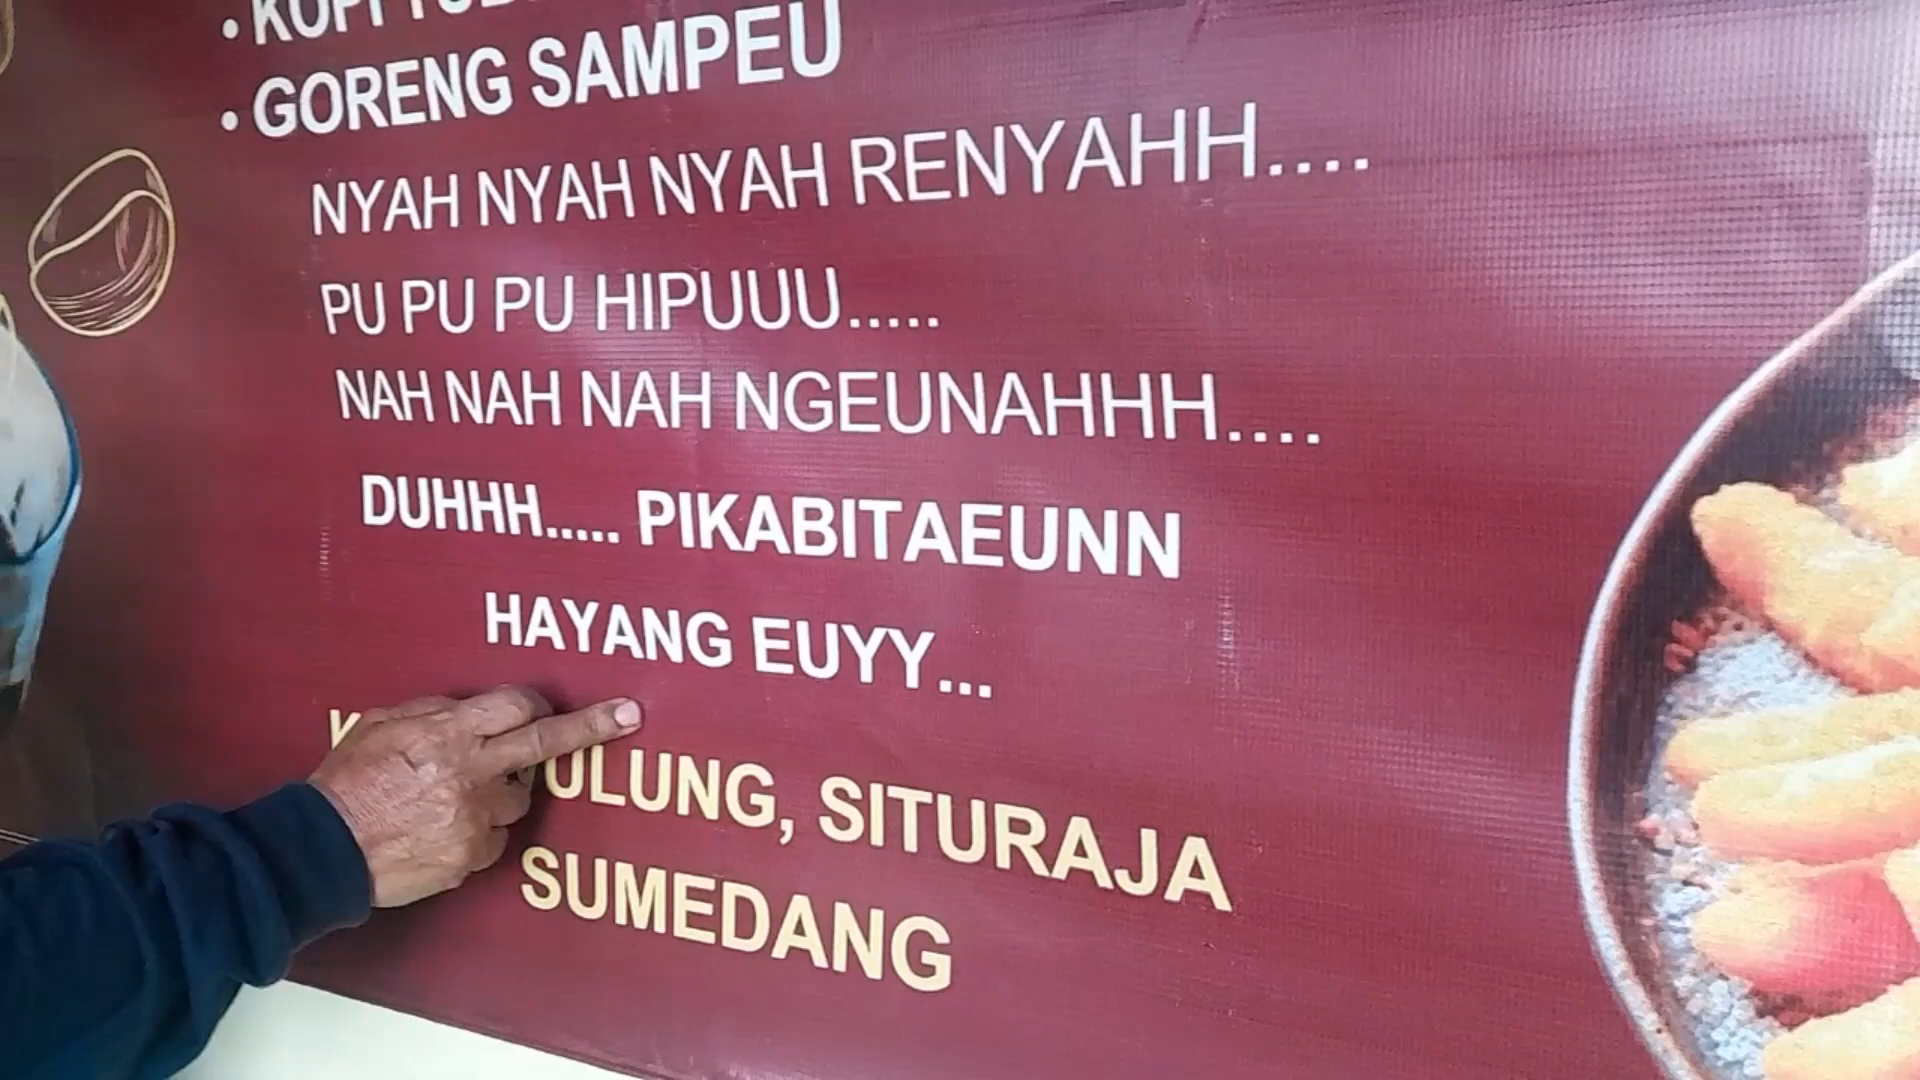 • GORENG SAMPEU
NYAH NYAH NYAH RENYAHH....
PU PU PU HIPUUU.....
NAH NAH NAH NGEUNAHHH....
DUHHH..... PIKABITAEUNN
HAYANG EUYY...
SITURAJA
SUMEDANG